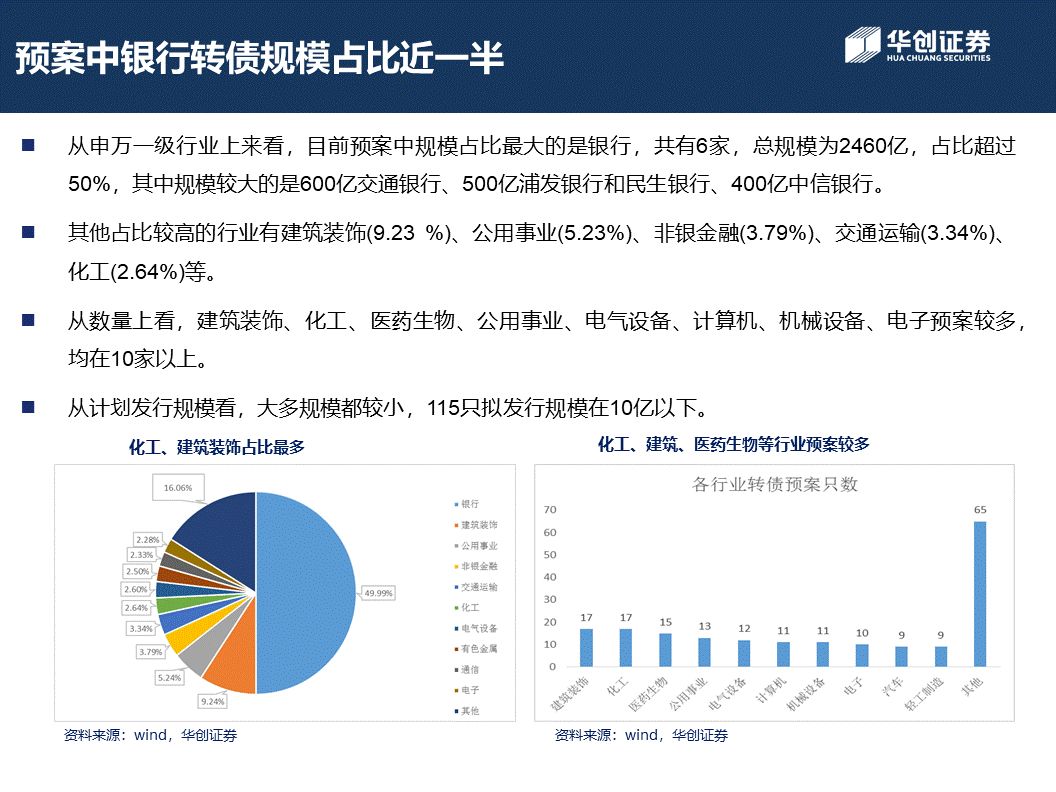 预案中银行转债规模占比近一半
华创证券
HUA CHUANG SECURITIES
从申万一级行业上来看，目前预案中规模占比最大的是银行，共有6家，总规模为2460亿，占比超过
50%，其中规模较大的是600亿交通银行、500亿浦发银行和民生银行、400亿中信银行。
其他占比较高的行业有建筑装饰(9.23 %)、公用事业(5.23%)、非银金融(3.79%)、交通运输(3.34%)、
化工(2.64%)等。
从数量上看，建筑装饰、化工、医药生物、公用事业、电气设备、计算机、机械设备、电子预案较多，
均在10家以上。
从计划发行规模看，大多规模都较小，115只拟发行规模在10亿以下。
化工、建筑装饰占比最多
16.06%
2.28%
2.33%
2.50%
2.60%
2.64%
3.34%
3.79%
5.24%
9.24%
49.99%
银行
建筑装饰
公用事业
非银金融
交通运输
化工
电气设备
有色金属
通信
电子
其他
资料来源：wind，华创证券
化工、建筑、医药生物等行业预案较多
各行业转债预案只数
70
60
50
40
30
20
10
0
17
17
15
13
12
11
11
10
9
9
65
建筑装饰
化工
医药生物
公用事业
电气设备
计算机
机械设备
电子
汽车
轻工制造
其他
资料来源：wind，华创证券